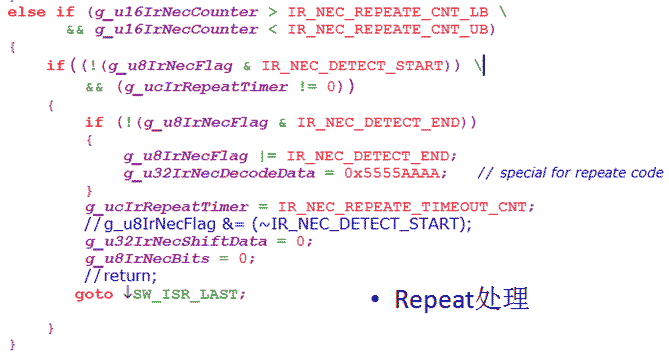 else if (g_u16IrNecCounter > IR_NEC_REPEATE_CNT_LB \
&& g_u16IrNecCounter < IR_NEC_REPEATE_CNT_UB)
{
if((!(g_u8IrNecFlag & IR_NEC_DETECT_START)) \
&& (g_ucIrRepeatTimer != 0))
{
if (!(g_u8IrNecFlag & IR_NEC_DETECT_END))
{
g_u8IrNecFlag |= IR_NEC_DETECT_END;
g_u32IrNecDecodeData = 0x5555AAAA; // special for repeate code
}
g_ucIrRepeatTimer = IR_NEC_REPEATE_TIMEOUT_CNT;
//g_u8IrNecFlag &= (~IR_NEC_DETECT_START);
g_u32IrNecShiftData = 0;
g_u8IrNecBits = 0;
//return;
goto ↓SW_ISR_LAST;
• Repeat处理
}
}